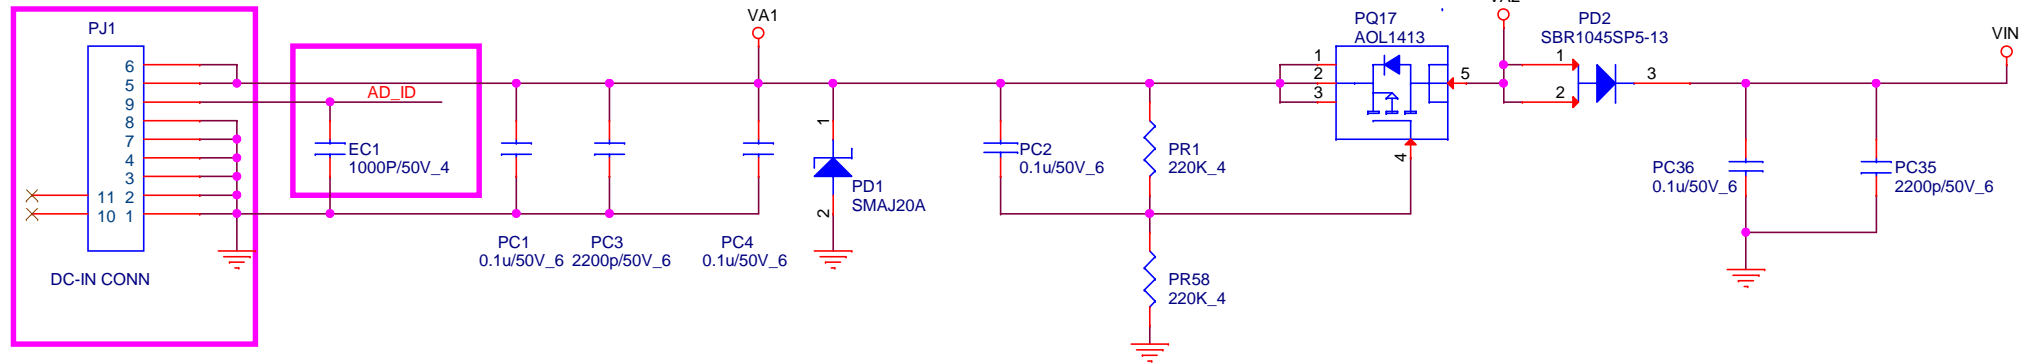 PJ1
6
5
9
8
7
4
3
11 2
10 1
DC-IN CONN
AD_ID
EC1
1000P/50V_4
PC1
0.1u/50V_6
PC3
2200p/50V_6
VA1
PC4
0.1u/50V_6
1
2
PD1
SMAJ20A
PC2
0.1u/50V_6
PR1
220K_4
PR58
220K_4
PQ17
AOL1413
1
2
3
5
4
VA2
PD2
SBR1045SP5-13
1
2
3
PC36
0.1u/50V_6
PC35
2200p/50V_6
VIN